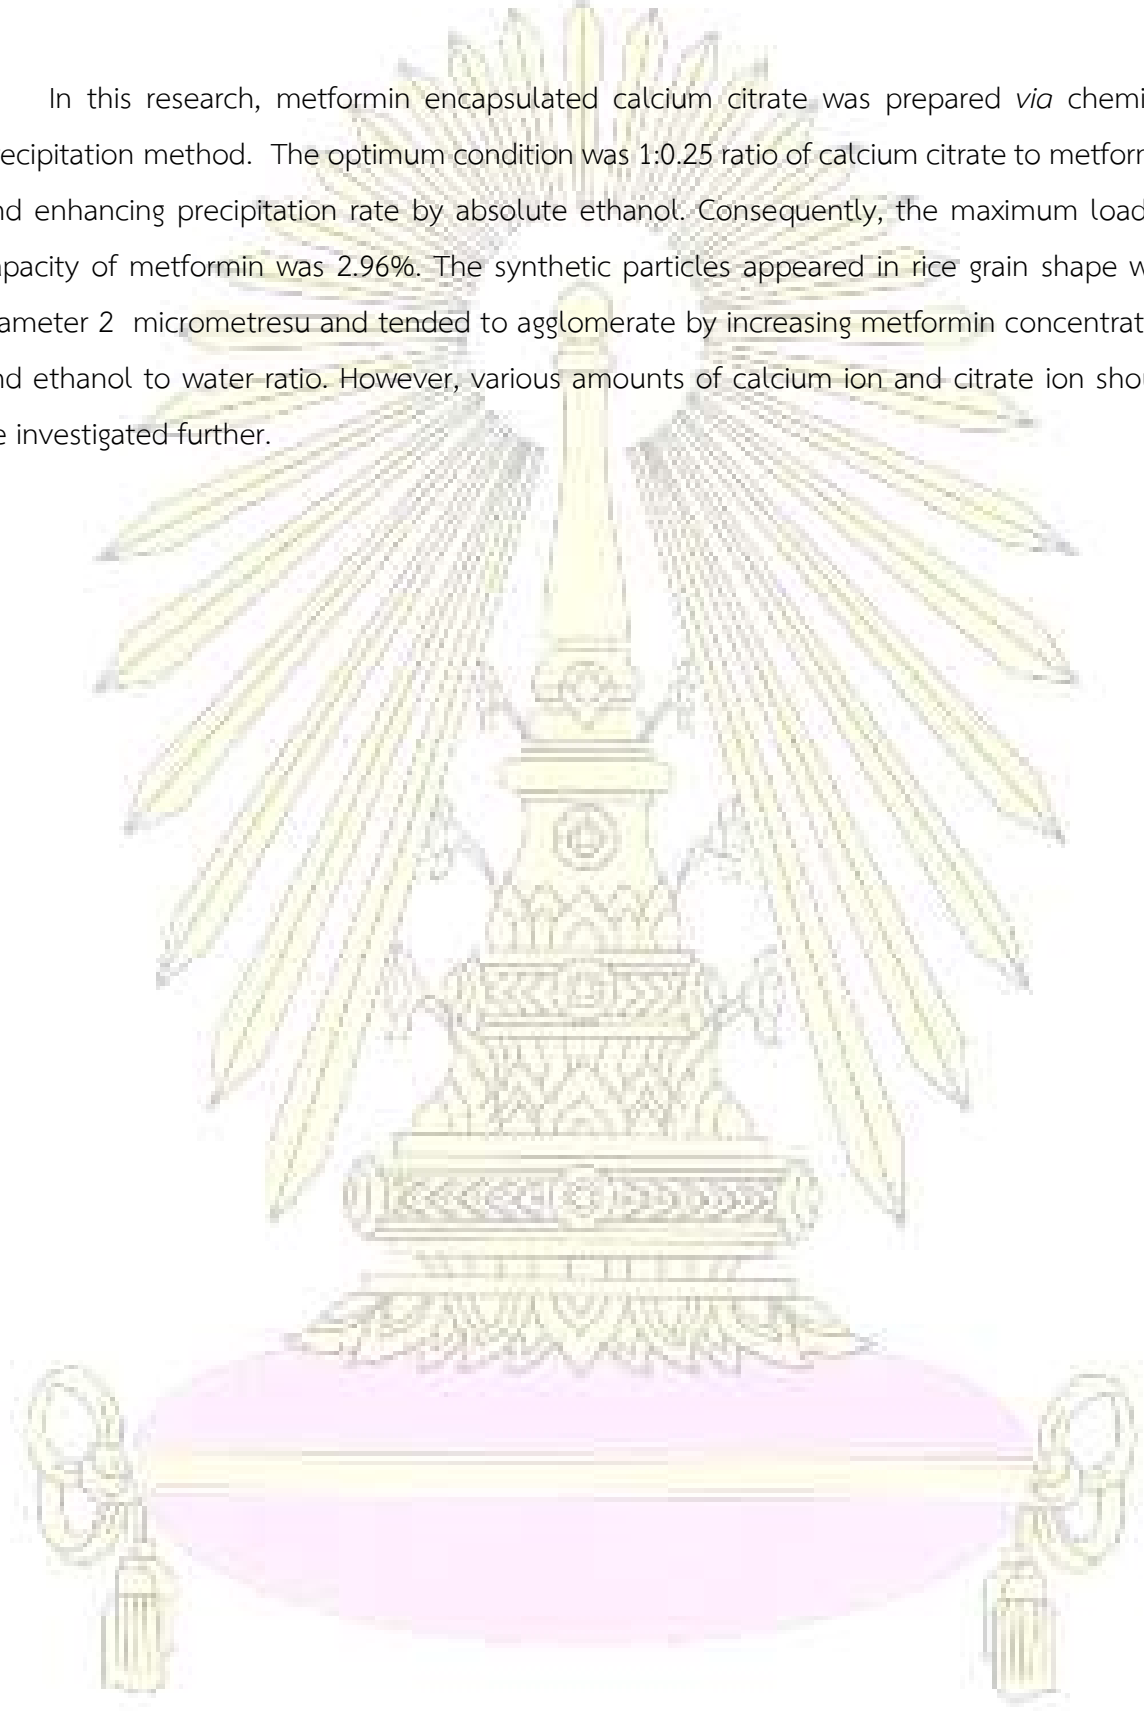 In this research, metformin encapsulated calcium citrate was prepared via chemi
ecipitation method. The optimum condition was 1:0.25 ratio of calcium citrate to metforn
nd enhancing precipitation rate by absolute ethanol. Consequently, the maximum load
apacity of metformin was 2.96%. The synthetic particles appeared in rice grain shape w
ameter 2 micrometresu and tended to agglomerate by increasing metformin concentrat
nd ethanol to water ratio. However, various amounts of calcium ion and citrate ion shou
e investigated further.